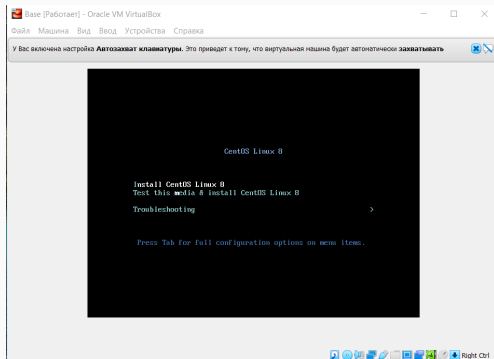 Base [Работает] - Oracle VM VirtualBox
Файл Машина Вид Ввод Устройства Справка
У Вас включена настройка Автозахват клавиатуры. Это приведет к тому, что виртуальная машина будет автоматически захватывать
CentOS Linux 8
Install CentOS Linux 8
Test this media & install CentOS Linux 8
Troubleshooting >
Press Tab for full configuration options on menu items.
Right Ctrl